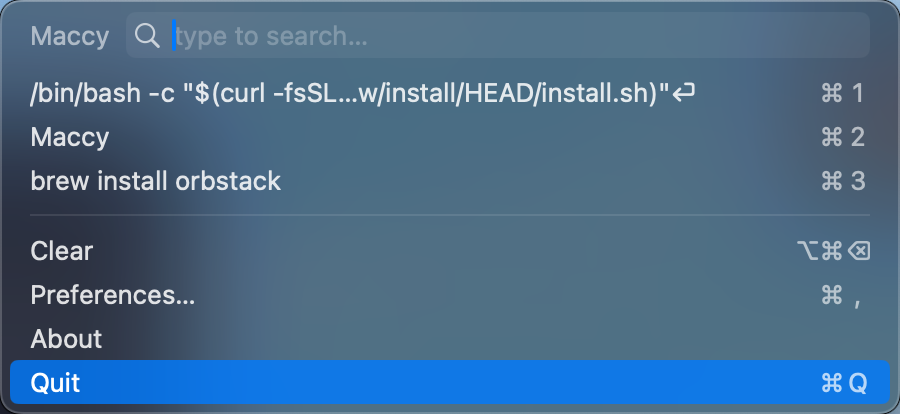 Maccy type to search...
/bin/bash -c "$(curl -fsSL...w/install/HEAD/install.sh)"⏎ ⌘ 1
Maccy ⌘ 2
brew install orbstack ⌘ 3
Clear ⌥⌘⌫
Preferences... ⌘ ,
About
Quit ⌘ Q